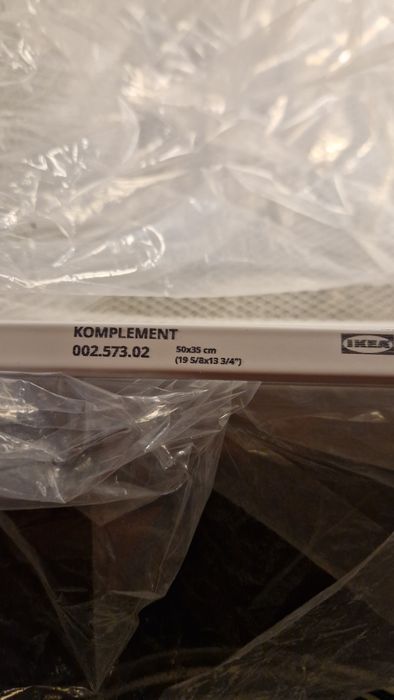 KOMPLEMENT
002.573.02
50x35 cm
(19 5/8x13 3/4")
IKEA